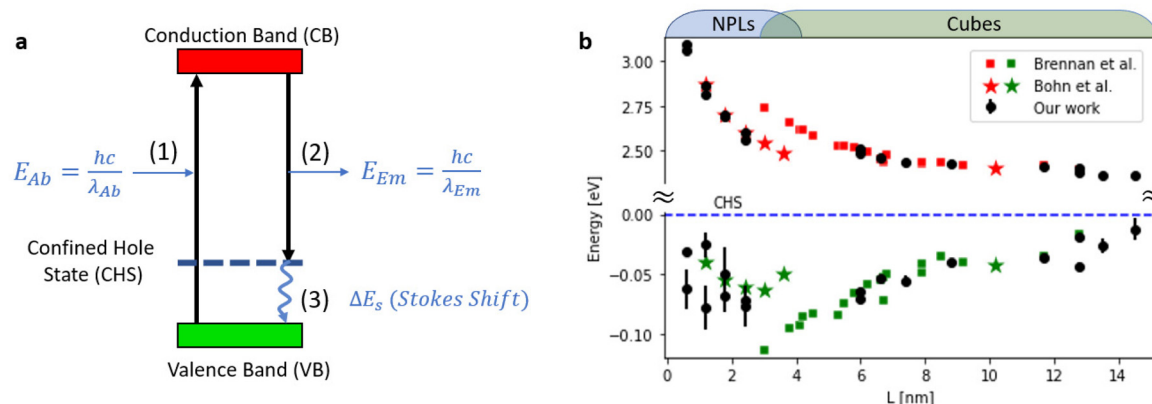 a
Conduction Band (CB)
(1)
(2)
E_Ab = hc/λ_Ab
E_Em = hc/λ_Em
Confined Hole
State (CHS)
(3)
ΔE_s (Stokes Shift)
Valence Band (VB)
b
NPLs
Cubes
Brennan et al.
Bohn et al.
Our work
3.00
2.75
2.50
CHS
0.00
−0.05
−0.10
Energy [eV]
0 2 4 6 8 10 12 14
L [nm]